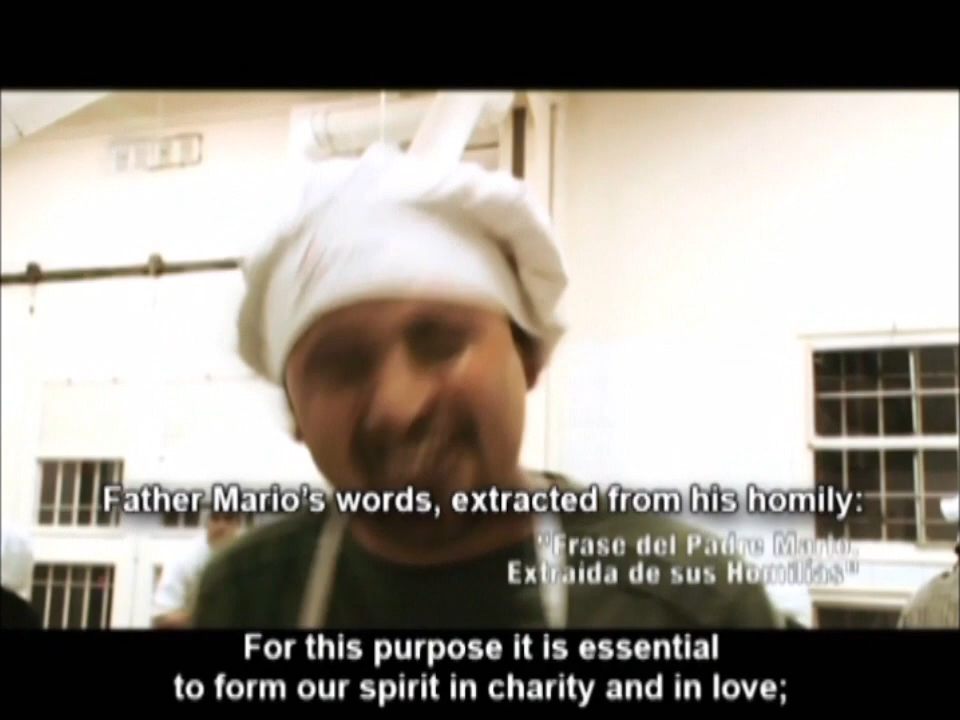 Father Mario's words, extracted from his homily:
"Frase del Padre Mario.
Extraida de sus Homilias"
For this purpose it is essential
to form our spirit in charity and in love;